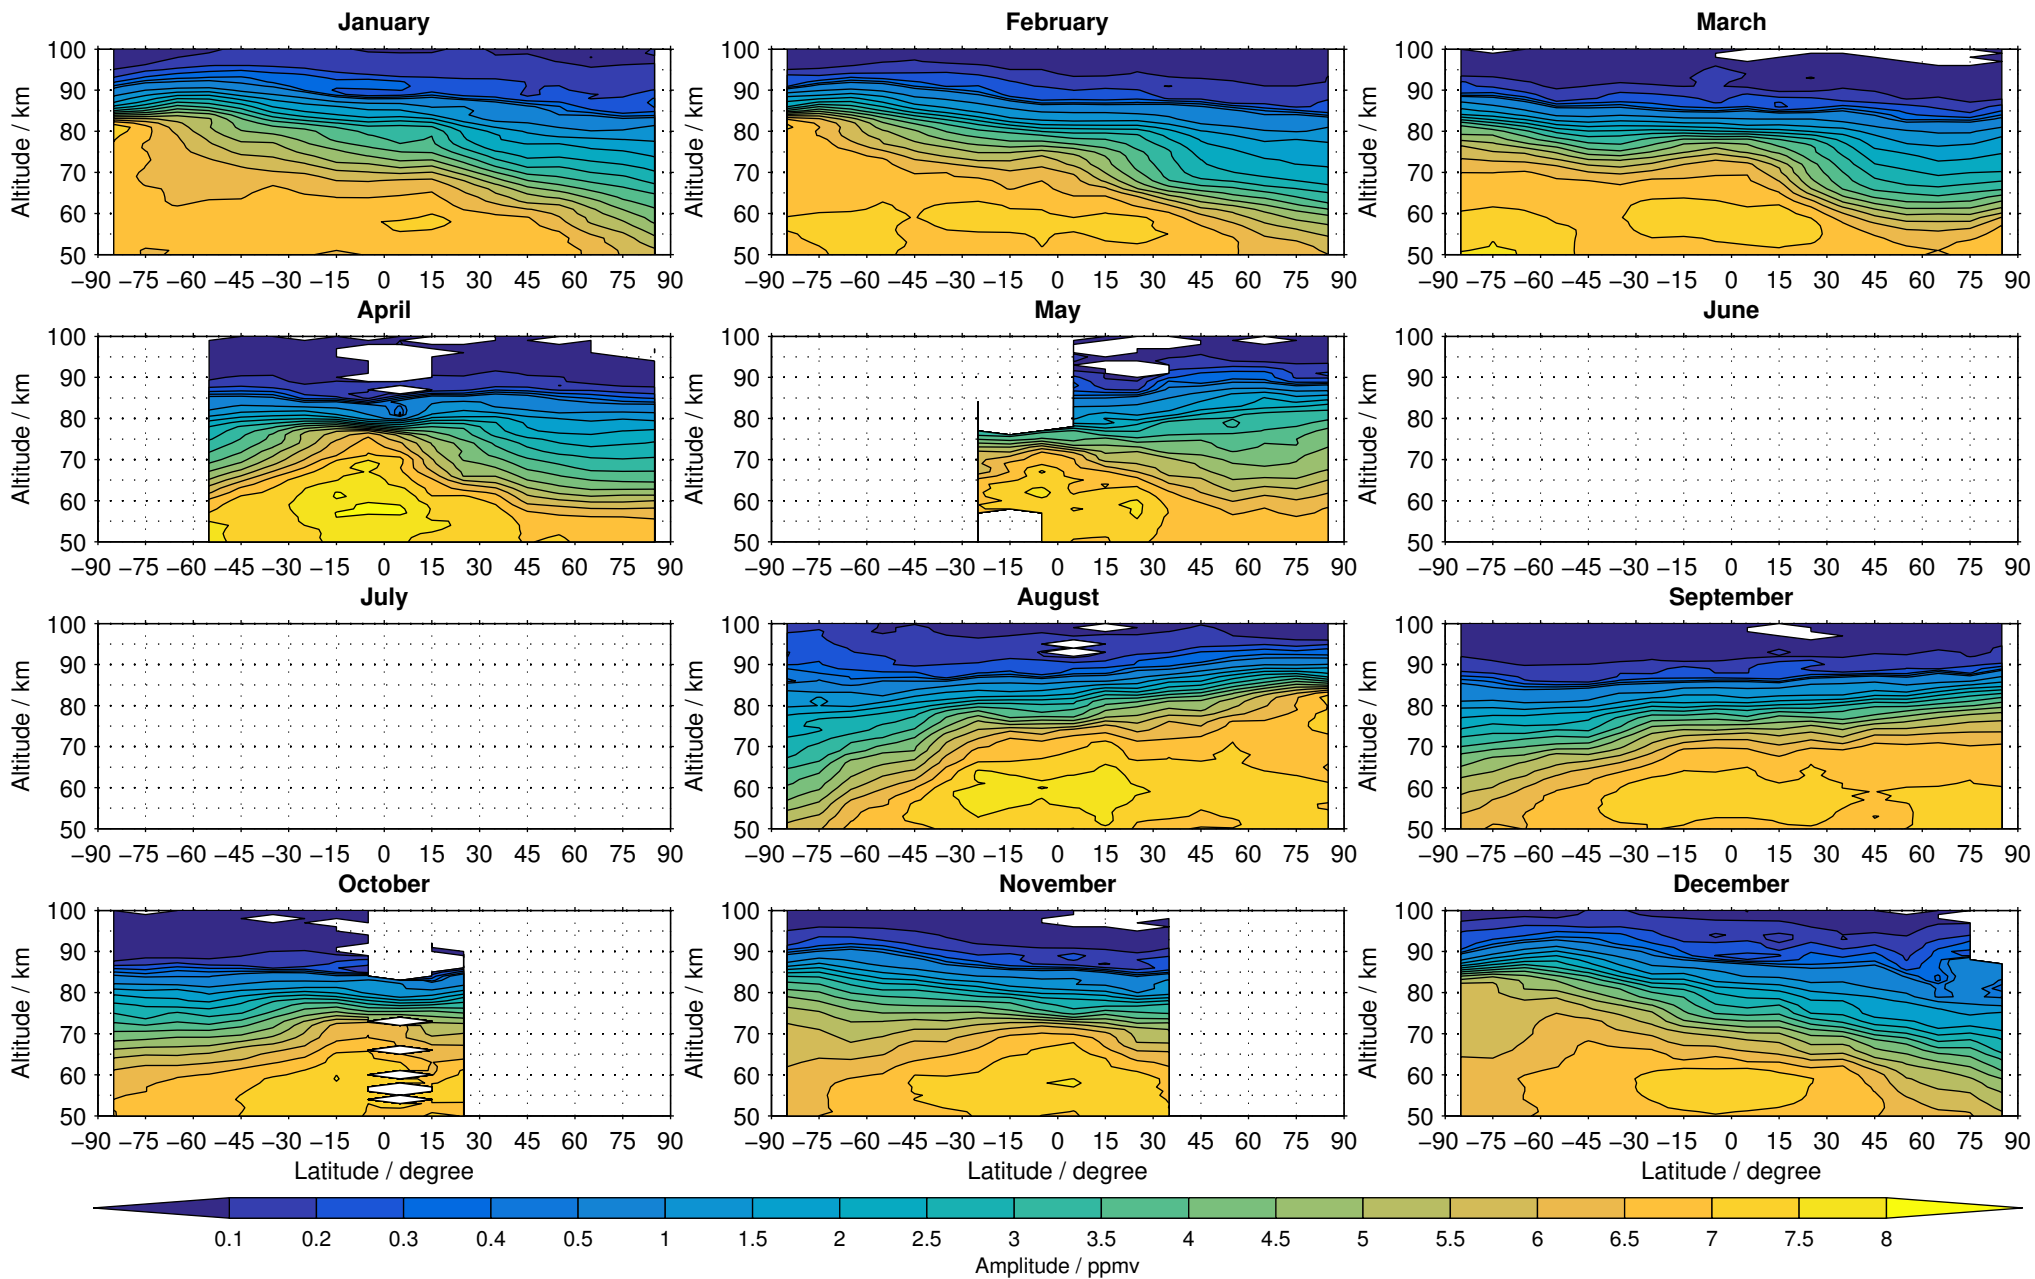 January February March
100 100 100
90 90 90
80 80 80
70 70 70
60 60 60
50 50 50
Altitude / km Altitude / km Altitude / km
−90 −75 −60 −45 −30 −15 0 15 30 45 60 75 90 −90 −75 −60 −45 −30 −15 0 15 30 45 60 75 90 −90 −75 −60 −45 −30 −15 0 15 30 45 60 75 90
April May June
100 100 100
90 90 90
80 80 80
70 70 70
60 60 60
50 50 50
Altitude / km Altitude / km Altitude / km
−90 −75 −60 −45 −30 −15 0 15 30 45 60 75 90 −90 −75 −60 −45 −30 −15 0 15 30 45 60 75 90 −90 −75 −60 −45 −30 −15 0 15 30 45 60 75 90
July August September
100 100 100
90 90 90
80 80 80
70 70 70
60 60 60
50 50 50
Altitude / km Altitude / km Altitude / km
−90 −75 −60 −45 −30 −15 0 15 30 45 60 75 90 −90 −75 −60 −45 −30 −15 0 15 30 45 60 75 90 −90 −75 −60 −45 −30 −15 0 15 30 45 60 75 90
October November December
100 100 100
90 90 90
80 80 80
70 70 70
60 60 60
50 50 50
Altitude / km Altitude / km Altitude / km
−90 −75 −60 −45 −30 −15 0 15 30 45 60 75 90 −90 −75 −60 −45 −30 −15 0 15 30 45 60 75 90 −90 −75 −60 −45 −30 −15 0 15 30 45 60 75 90
Latitude / degree Latitude / degree Latitude / degree
0.1 0.2 0.3 0.4 0.5 1 1.5 2 2.5 3 3.5 4 4.5 5 5.5 6 6.5 7 7.5 8
Amplitude / ppmv